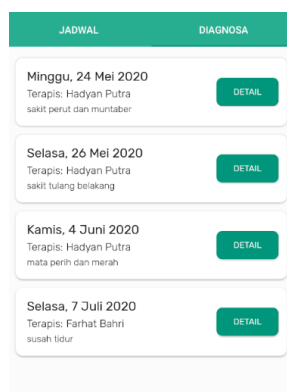 JADWAL DIAGNOSA
Minggu, 24 Mei 2020
Terapis: Hadyan Putra
DETAIL
sakit perut dan muntaber
Selasa, 26 Mei 2020
Terapis: Hadyan Putra
DETAIL
sakit tulang belakang
Kamis, 4 Juni 2020
Terapis: Hadyan Putra
DETAIL
mata perih dan merah
Selasa, 7 Juli 2020
Terapis: Farhat Bahri
DETAIL
susah tidur